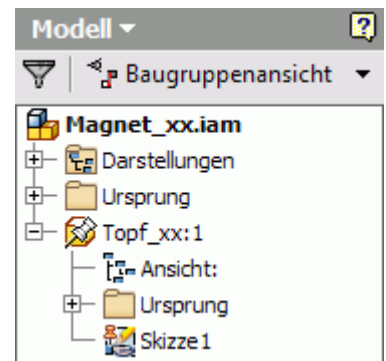 Modell
Baugruppenansicht
Magnet_xx.iam
Darstellungen
Ursprung
Topf_xx:1
Ansicht:
Ursprung
Skizze1